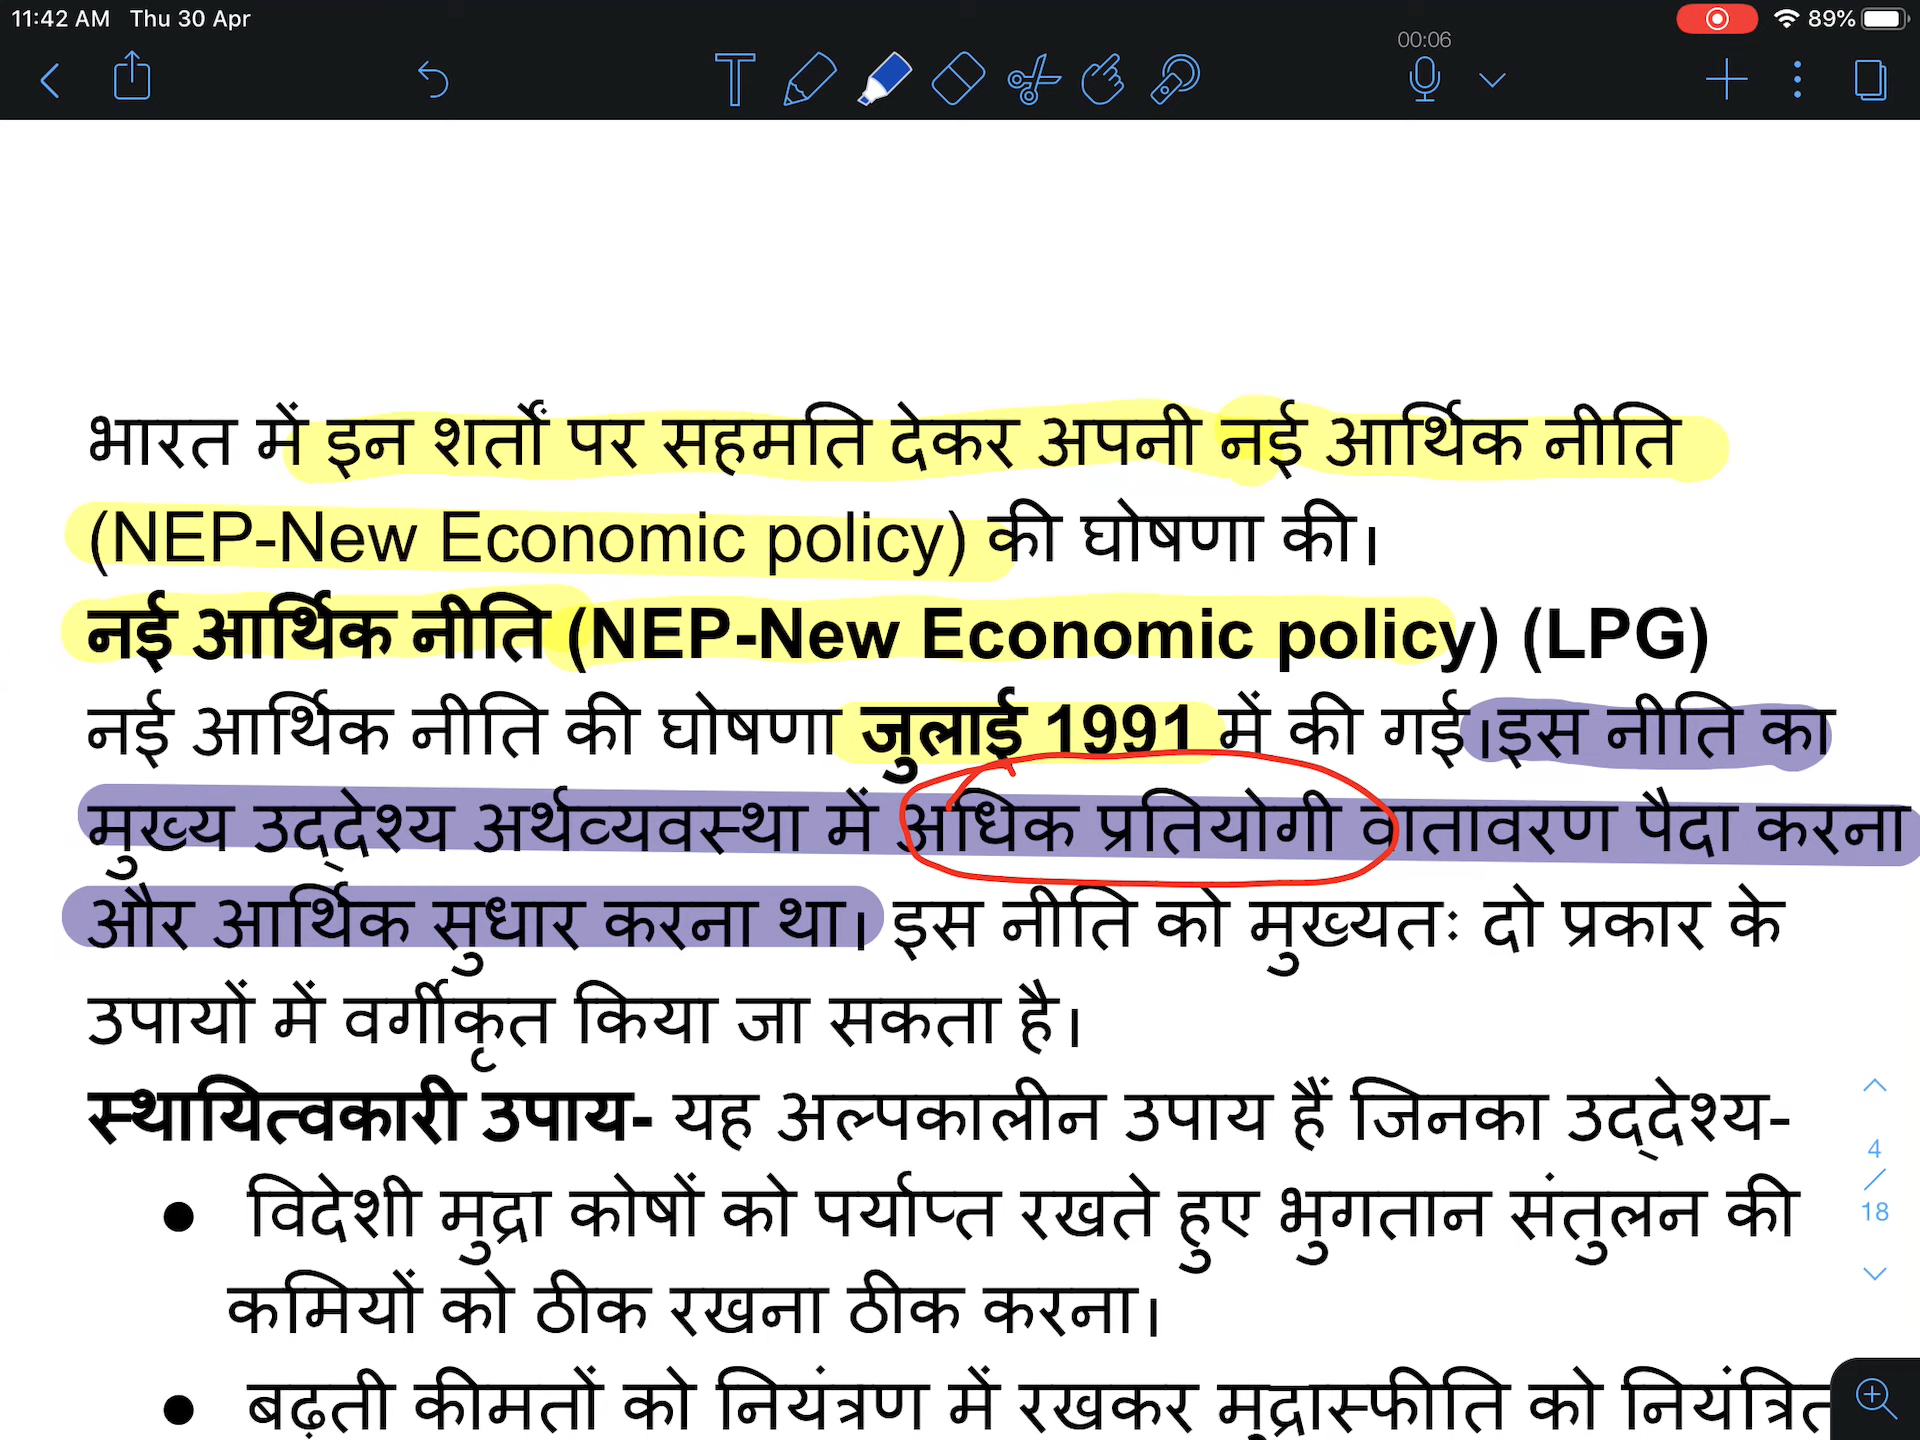 11:42 AM Thu 30 Apr
89%
00:06
भारत में इन शर्तों पर सहमति देकर अपनी नई आर्थिक नीति
(NEP-New Economic policy) की घोषणा की।
नई आर्थिक नीति (NEP-New Economic policy) (LPG)
नई आर्थिक नीति की घोषणा जुलाई 1991 में की गई।इस नीति का
मुख्य उद्देश्य अर्थव्यवस्था में अधिक प्रतियोगी वातावरण पैदा करना
और आर्थिक सुधार करना था। इस नीति को मुख्यतः दो प्रकार के
उपायों में वर्गीकृत किया जा सकता है।
स्थायित्वकारी उपाय- यह अल्पकालीन उपाय हैं जिनका उद्देश्य-
● विदेशी मुद्रा कोषों को पर्याप्त रखते हुए भुगतान संतुलन की
कमियों को ठीक रखना ठीक करना।
● बढ़ती कीमतों को नियंत्रण में रखकर मुद्रास्फीति को नियंत्रित
4
/
18